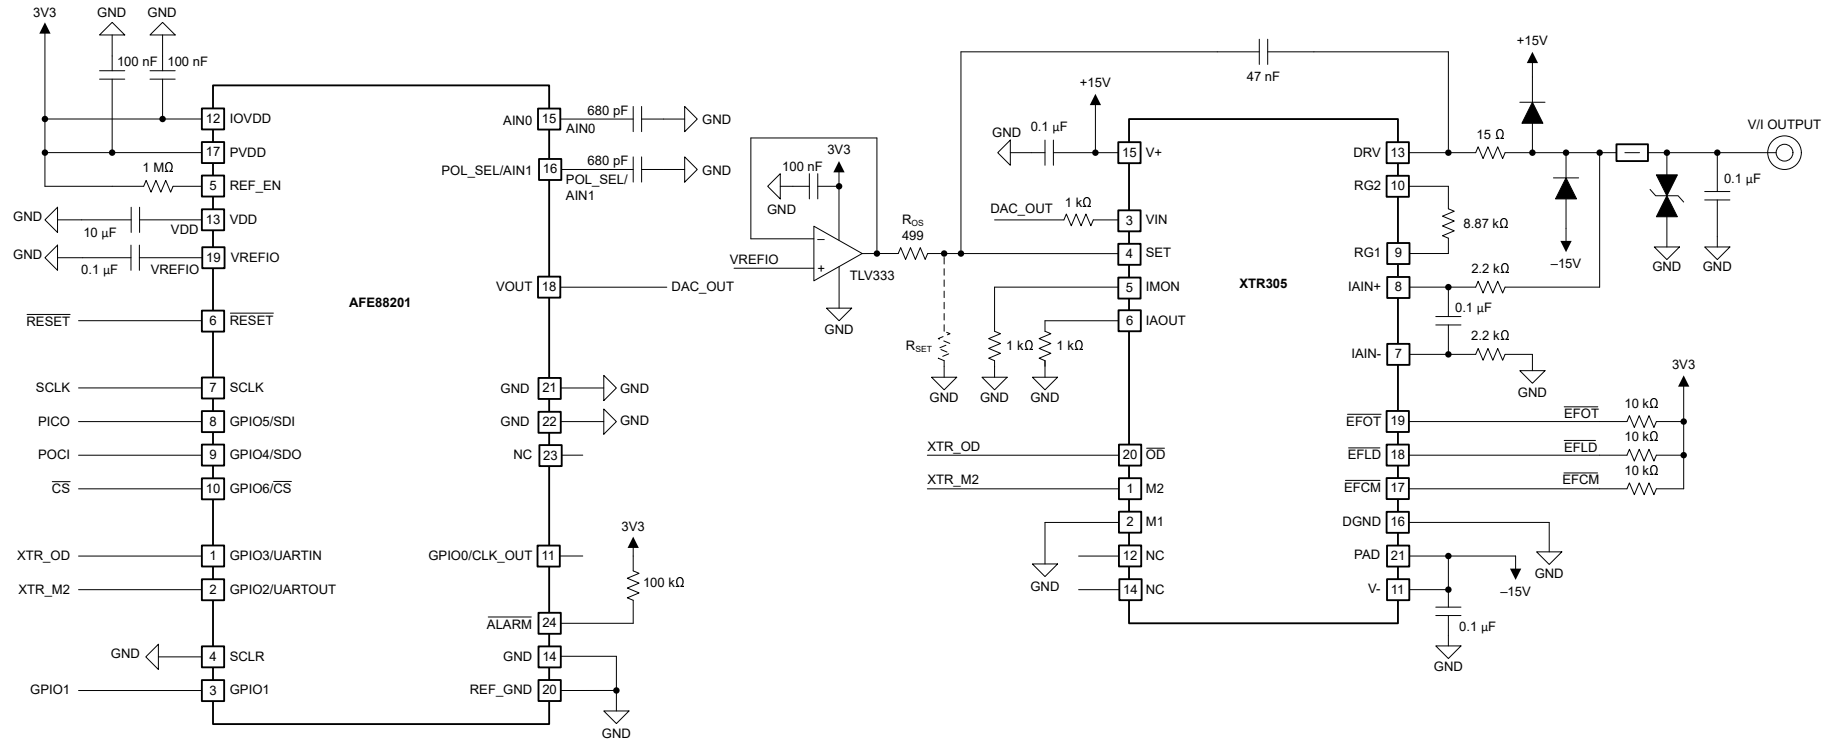 3V3
GND
GND
100 nF
100 nF
12 IOVDD
17 PVDD
1 MΩ
5 REF_EN
GND
10 µF
VDD
13 VDD
GND
0.1 µF
VREFIO
19 VREFIO
RESET
6 RESET
SCLK
7 SCLK
PICO
8 GPIO5/SDI
POCI
9 GPIO4/SDO
CS
10 GPIO6/CS
XTR_OD
1 GPIO3/UARTIN
XTR_M2
2 GPIO2/UARTOUT
GND
4 SCLR
GPIO1
3 GPIO1
AFE88201
AIN0 15
680 pF
AIN0
GND
POL_SEL/AIN1 16
680 pF
POL_SEL/
AIN1
GND
VOUT 18
DAC_OUT
GND 21
GND
GND 22
GND
NC 23
GPIO0/CLK_OUT 11
3V3
100 kΩ
ALARM 24
GND 14
REF_GND 20
GND
3V3
100 nF
GND
VREFIO
–
+
TLV333
GND
ROS
499
RSET
GND
47 nF
+15V
GND
0.1 µF
15 V+
DAC_OUT
1 kΩ
3 VIN
4 SET
5 IMON
6 IAOUT
1 kΩ
1 kΩ
GND
GND
XTR_OD
20 OD
XTR_M2
1 M2
2 M1
12 NC
14 NC
GND
XTR305
DRV 13
15 Ω
+15V
–15V
V/I OUTPUT
0.1 µF
GND
GND
RG2 10
8.87 kΩ
RG1 9
IAIN+ 8
2.2 kΩ
0.1 µF
IAIN- 7
2.2 kΩ
GND
3V3
EFOT 19
EFOT
10 kΩ
EFLD 18
EFLD
10 kΩ
EFCM 17
EFCM
10 kΩ
DGND 16
GND
PAD 21
–15V
V- 11
0.1 µF
GND